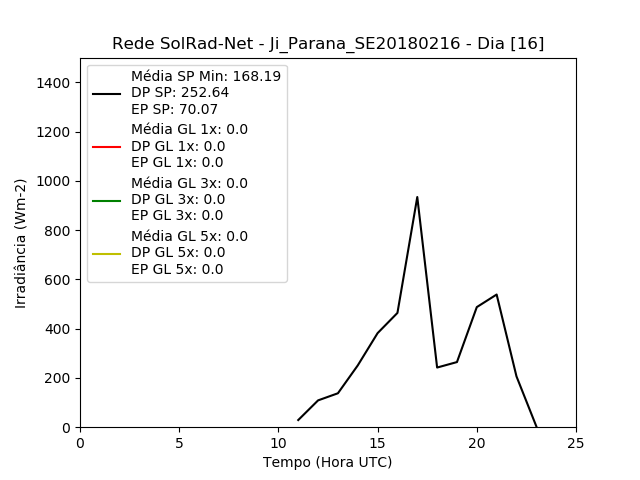 Rede SolRad-Net - Ji_Parana_SE20180216 - Dia [16]
Média SP Min: 168.19
DP SP: 252.64
EP SP: 70.07
Média GL 1x: 0.0
DP GL 1x: 0.0
EP GL 1x: 0.0
Média GL 3x: 0.0
DP GL 3x: 0.0
EP GL 3x: 0.0
Média GL 5x: 0.0
DP GL 5x: 0.0
EP GL 5x: 0.0
Irradiância (Wm-2)
1400
1200
1000
800
600
400
200
0
0 5 10 15 20 25
Tempo (Hora UTC)